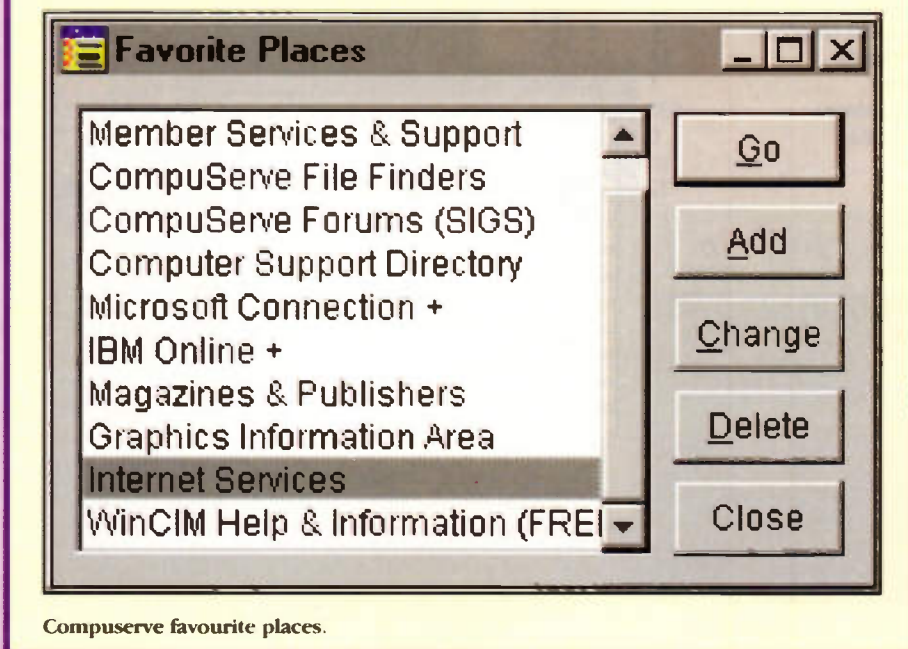 Favorite Places
Member Services & Support
CompuServe File Finders
CompuServe Forums (SIGS)
Computer Support Directory
Microsoft Connection +
IBM Online +
Magazines & Publishers
Graphics Information Area
Internet Services
WinCIM Help & Information (FREE
Go
Add
Change
Delete
Close
Compuserve favourite places.